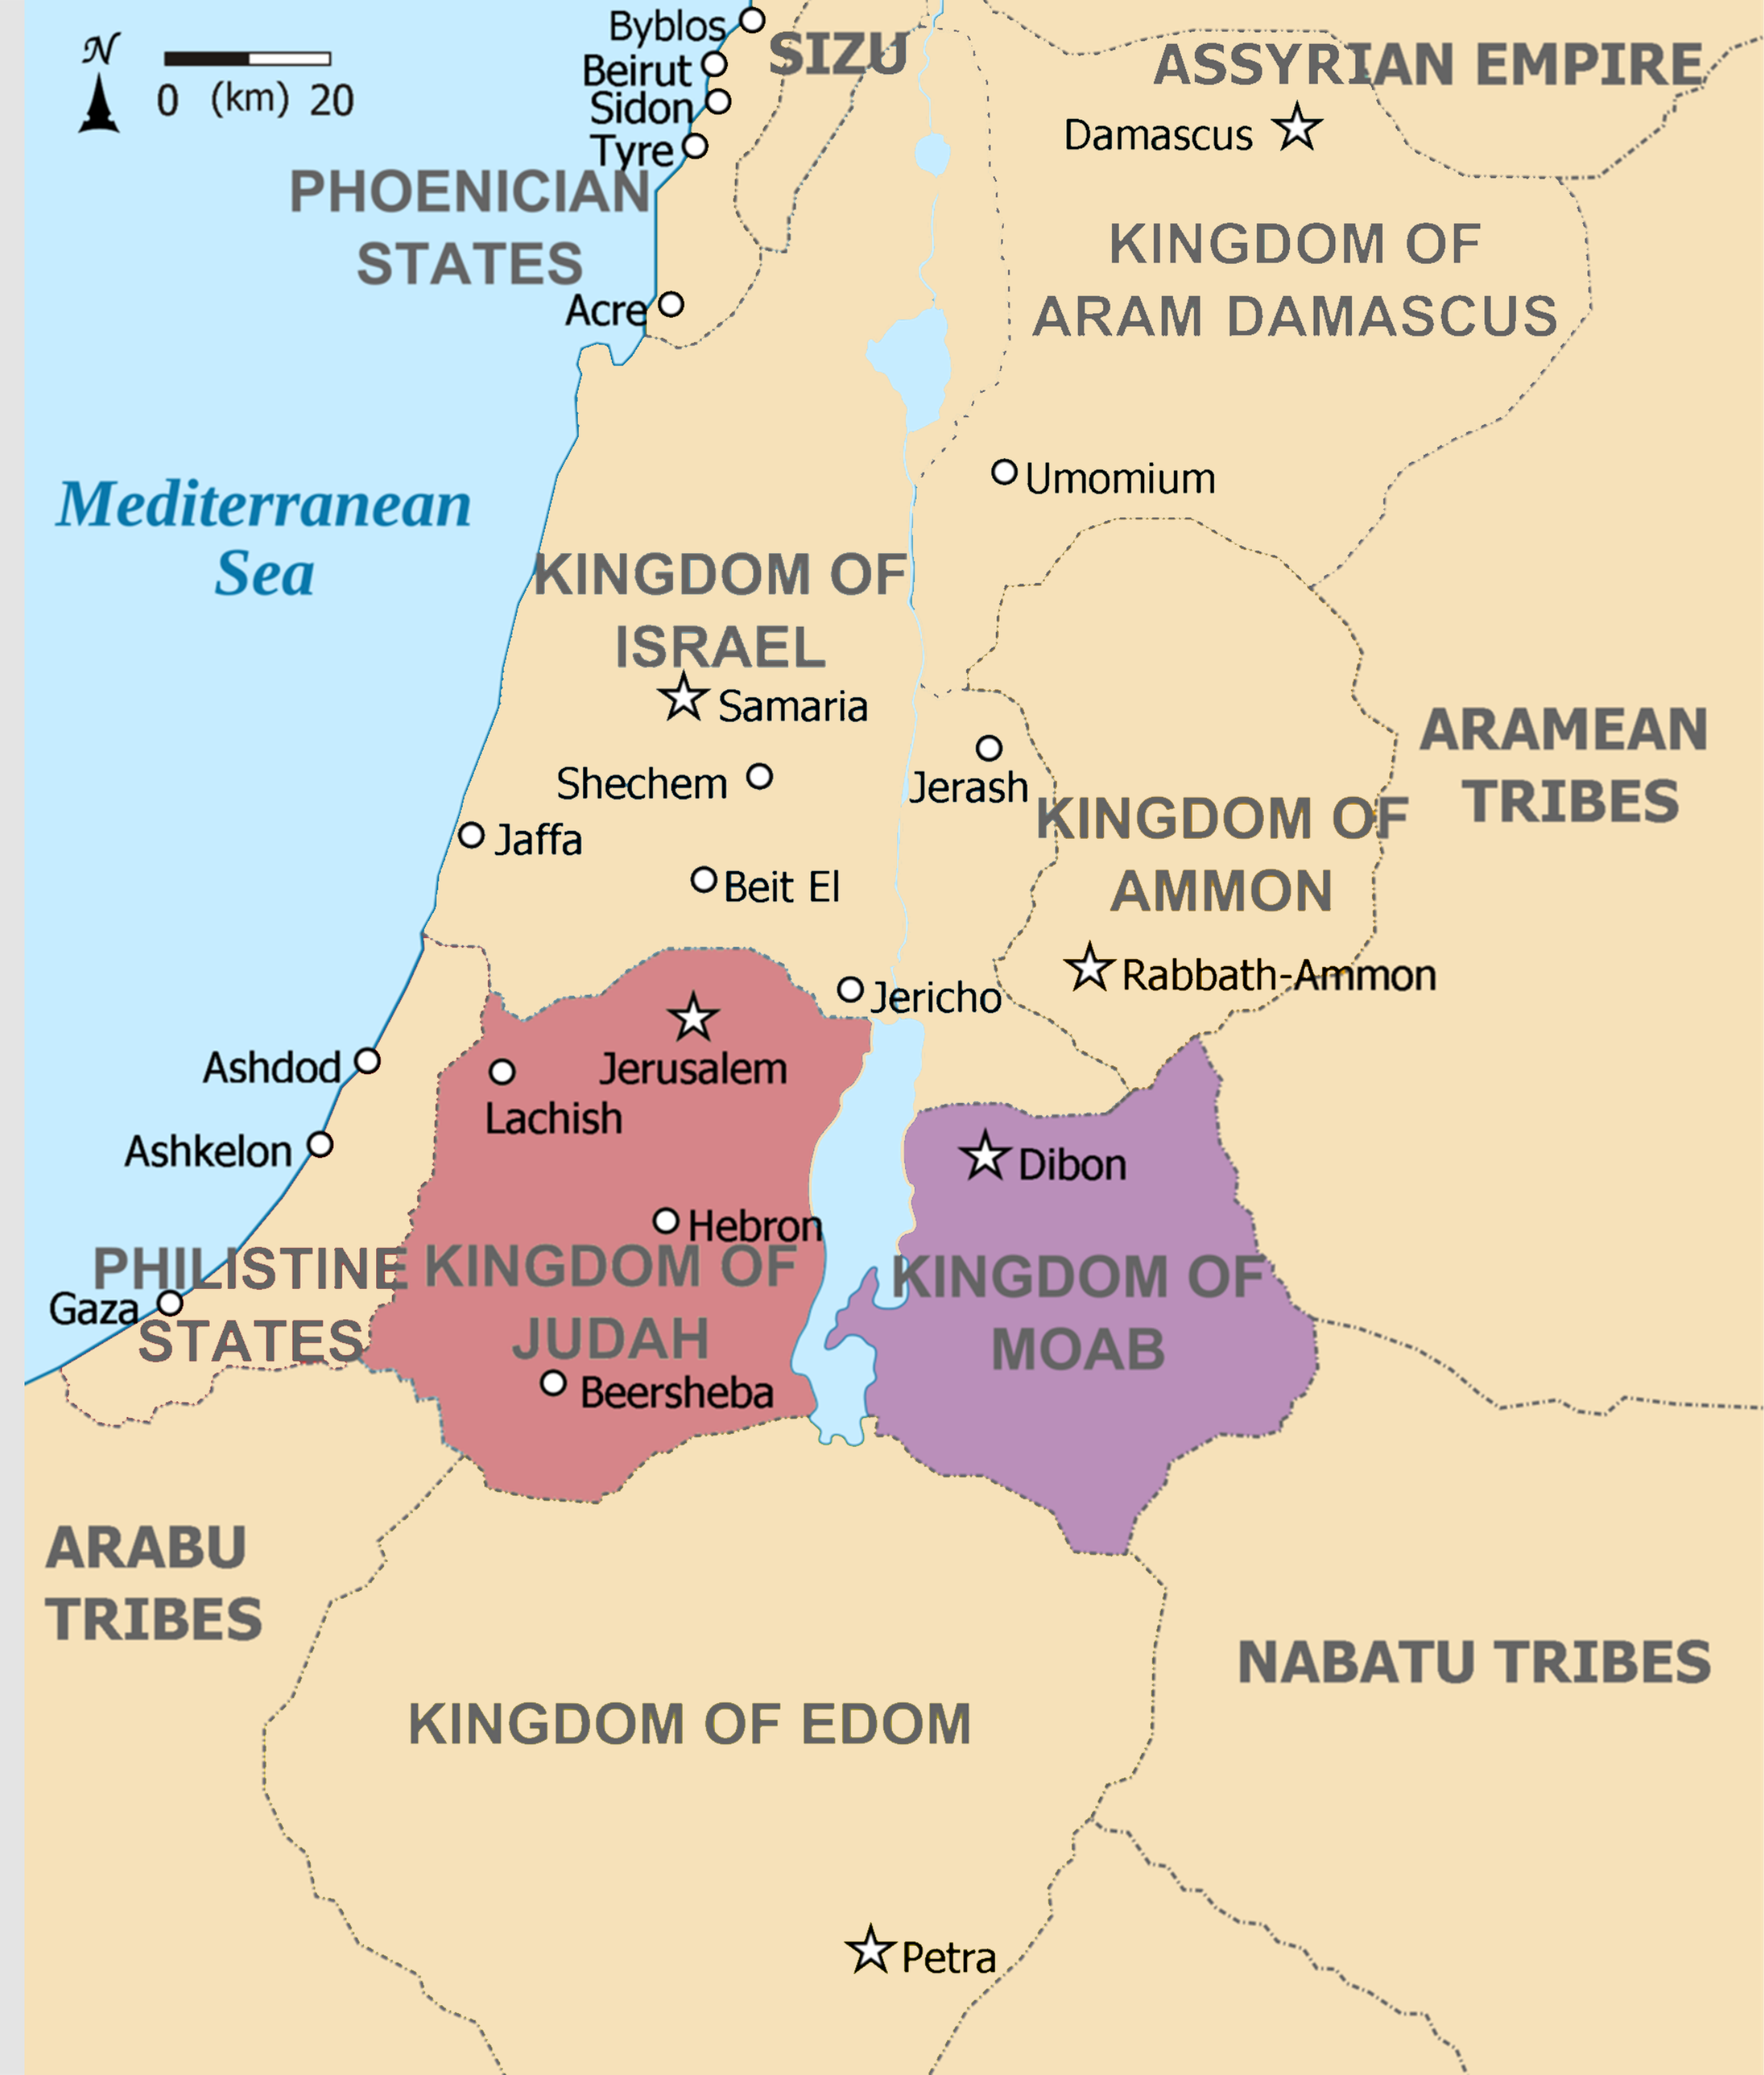 Byblos
SIZU
ASSYRIAN EMPIRE
N
0 (km) 20
Beirut
Sidon
Damascus
Tyre
PHOENICIAN
STATES
KINGDOM OF
ARAM DAMASCUS
Acre
Umomium
Mediterranean
Sea
KINGDOM OF
ISRAEL
Samaria
ARAMEAN
TRIBES
Shechem
Jerash
KINGDOM OF
AMMON
Jaffa
Beit El
Rabbath-Ammon
Jericho
Ashdod
Jerusalem
Lachish
Ashkelon
Dibon
Hebron
PHILISTINE
STATES
KINGDOM OF
JUDAH
KINGDOM OF
MOAB
Gaza
Beersheba
ARABU
TRIBES
NABATU TRIBES
KINGDOM OF EDOM
Petra